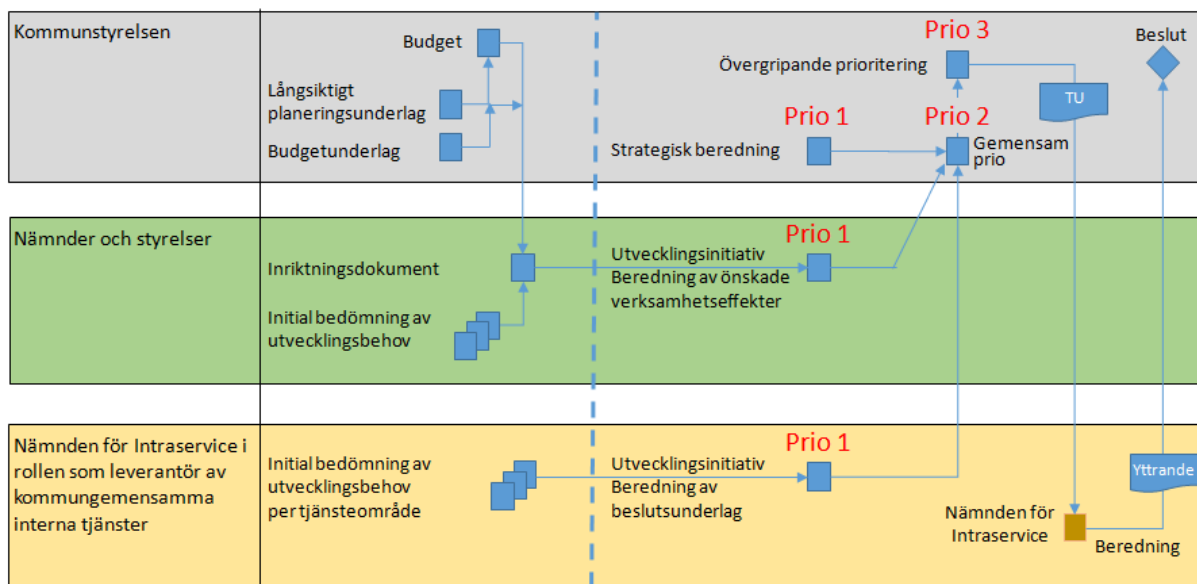 Kommunstyrelsen
Budget
Långsiktigt
planeringsunderlag
Budgetunderlag
Prio 3
Övergripande prioritering
Beslut
TU
Prio 1
Prio 2
Strategisk beredning
Gemensam
prio
Nämnder och styrelser
Inriktningsdokument
Initial bedömning av
utvecklingsbehov
Prio 1
Utvecklingsinitiativ
Beredning av önskade
verksamhetseffekter
Nämnden för Intraservice i
rollen som leverantör av
kommungemensamma
interna tjänster
Initial bedömning av
utvecklingsbehov
per tjänsteområde
Prio 1
Utvecklingsinitiativ
Beredning av
beslutsunderlag
Yttrande
Nämnden för
Intraservice
Beredning